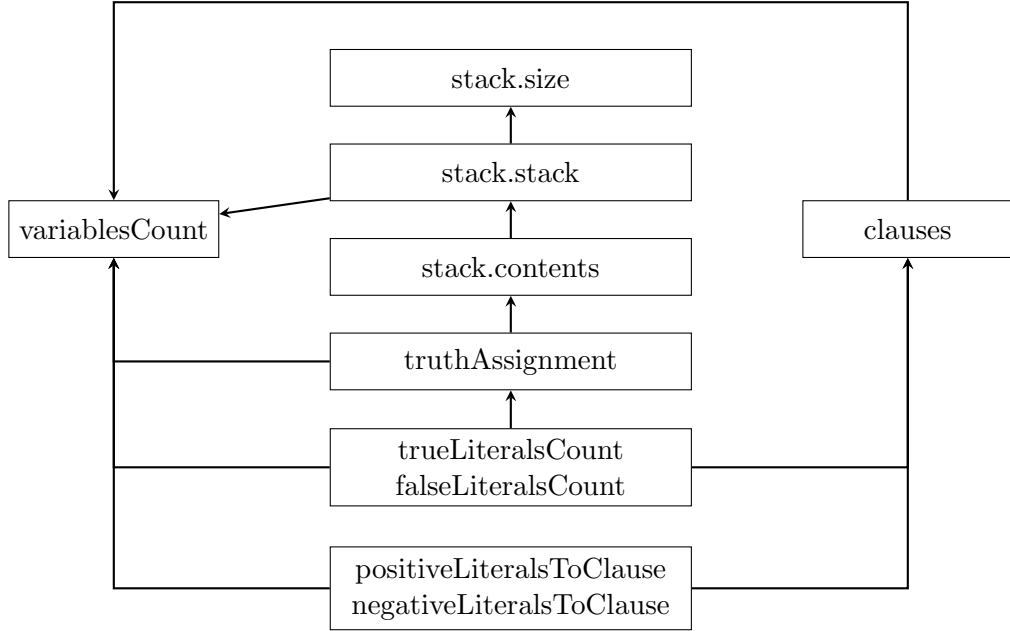 stack.size
stack.stack
variablesCount
clauses
stack.contents
truthAssignment
trueLiteralsCount
falseLiteralsCount
positiveLiteralsToClause
negativeLiteralsToClause